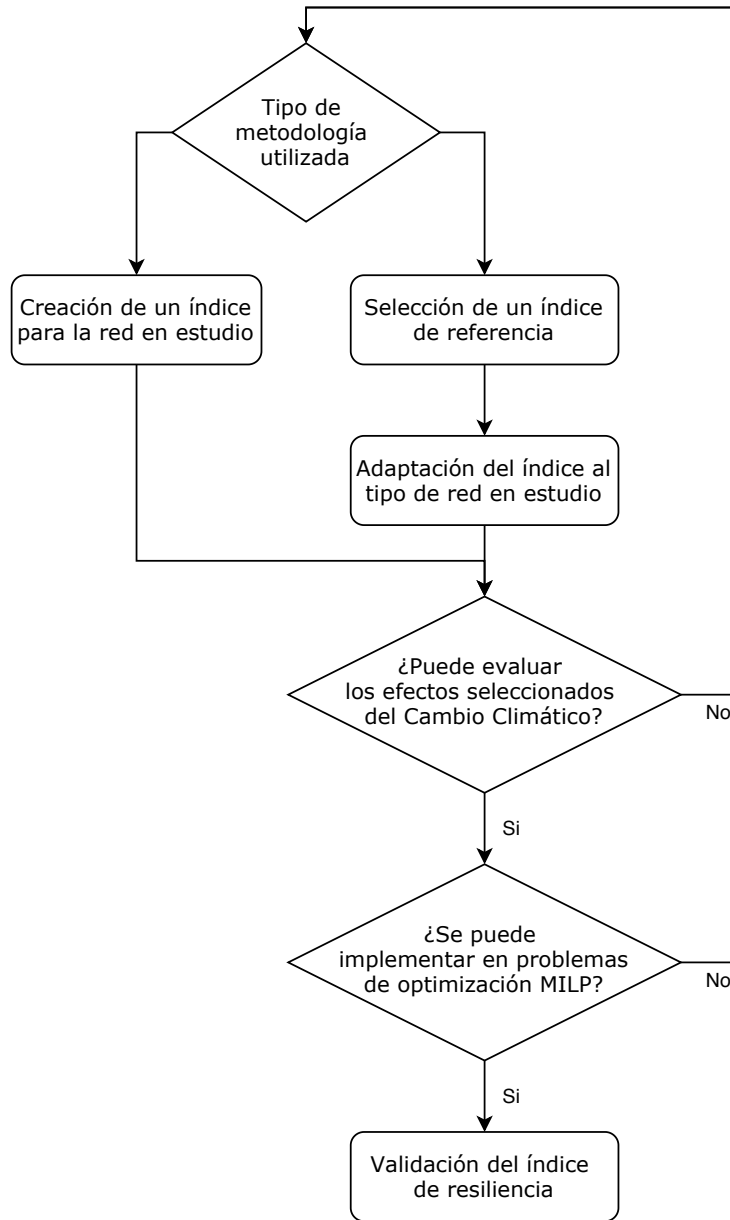 Tipo de
metodología
utilizada
Creación de un índice
para la red en estudio
Selección de un índice
de referencia
Adaptación del índice al
tipo de red en estudio
¿Puede evaluar
los efectos seleccionados
del Cambio Climático?
No
Si
¿Se puede
implementar en problemas
de optimización MILP?
No
Si
Validación del índice
de resiliencia